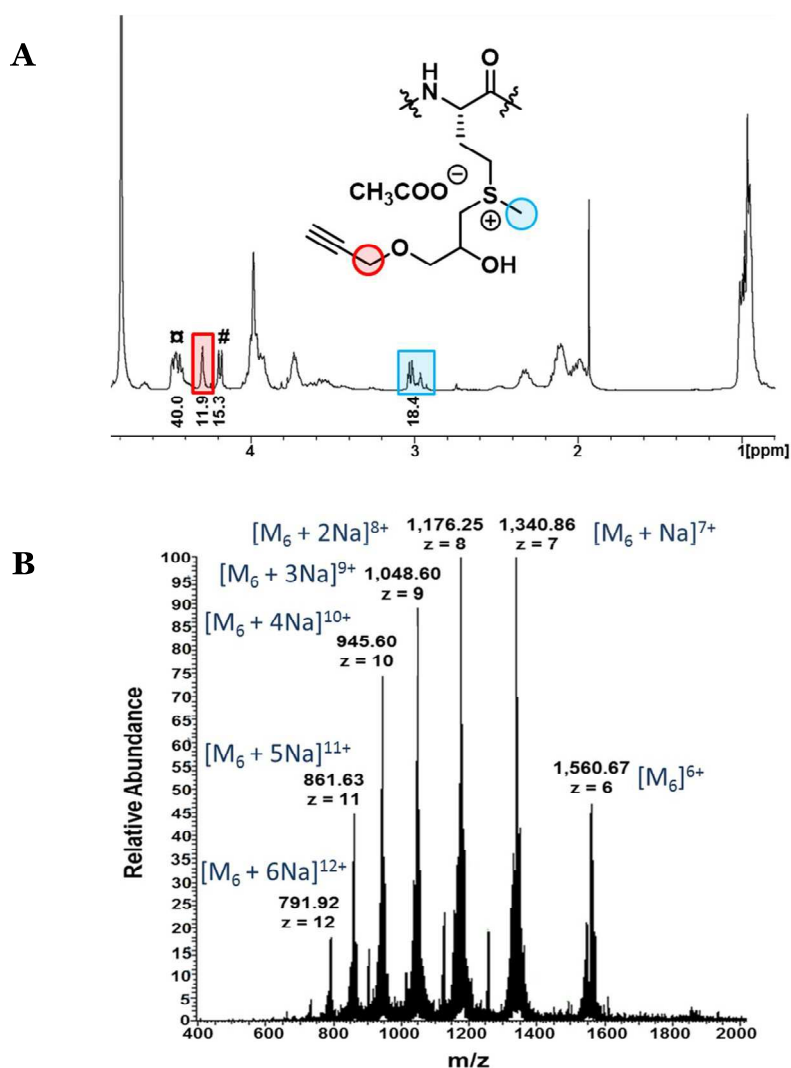 A
H
N
O
CH₃COO⊖
S
⊕
O
OH
¤
#
40.0
11.9
15.3
18.4
4
3
2
1[ppm]
B
[M₆ + 2Na]⁸⁺
1,176.25
z = 8
1,340.86
z = 7
[M₆ + Na]⁷⁺
[M₆ + 3Na]⁹⁺
1,048.60
z = 9
[M₆ + 4Na]¹⁰⁺
945.60
z = 10
[M₆ + 5Na]¹¹⁺
861.63
z = 11
1,560.67
z = 6
[M₆]⁶⁺
[M₆ + 6Na]¹²⁺
791.92
z = 12
Relative Abundance
100
95
90
85
80
75
70
65
60
55
50
45
40
35
30
25
20
15
10
5
0
400 600 800 1000 1200 1400 1600 1800 2000
m/z